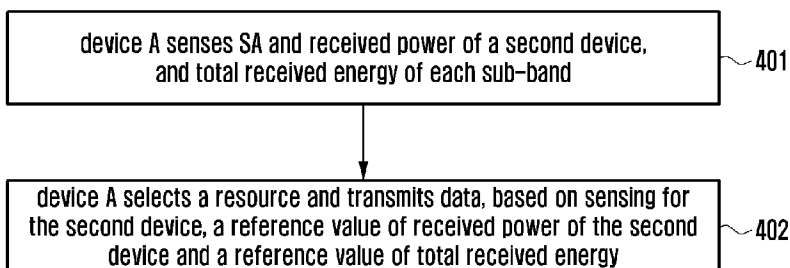 device A senses SA and received power of a second device,
and total received energy of each sub-band
401
device A selects a resource and transmits data, based on sensing for
the second device, a reference value of received power of the second
device and a reference value of total received energy
402